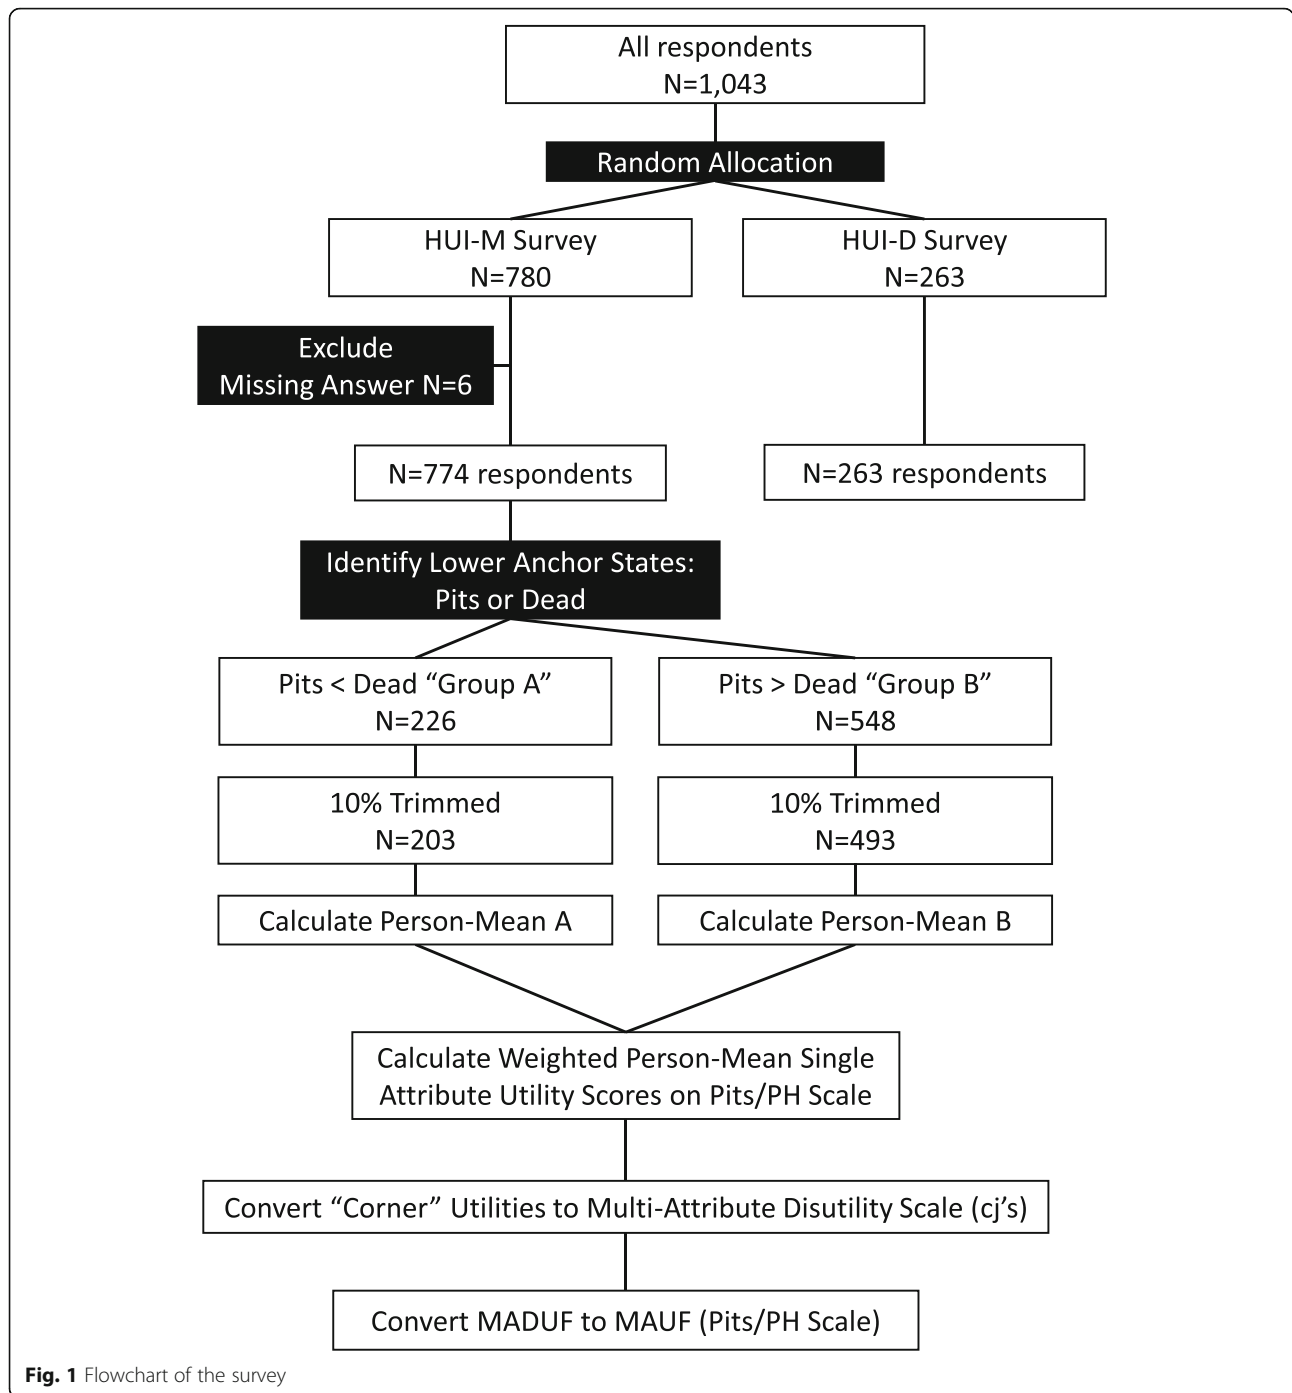 All respondents
N=1,043
Random Allocation
HUI-M Survey
N=780
HUI-D Survey
N=263
Exclude
Missing Answer N=6
N=774 respondents
N=263 respondents
Identify Lower Anchor States:
Pits or Dead
Pits < Dead “Group A”
N=226
Pits > Dead “Group B”
N=548
10% Trimmed
N=203
10% Trimmed
N=493
Calculate Person-Mean A
Calculate Person-Mean B
Calculate Weighted Person-Mean Single
Attribute Utility Scores on Pits/PH Scale
Convert “Corner” Utilities to Multi-Attribute Disutility Scale (cj’s)
Convert MADUF to MAUF (Pits/PH Scale)
Fig. 1 Flowchart of the survey